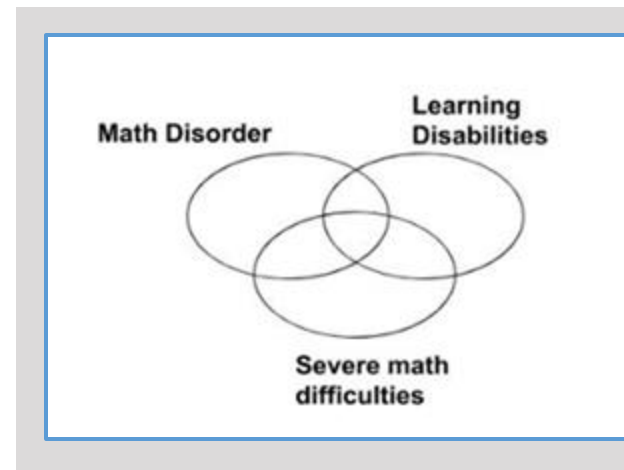 Math Disorder
Learning
Disabilities
Severe math
difficulties